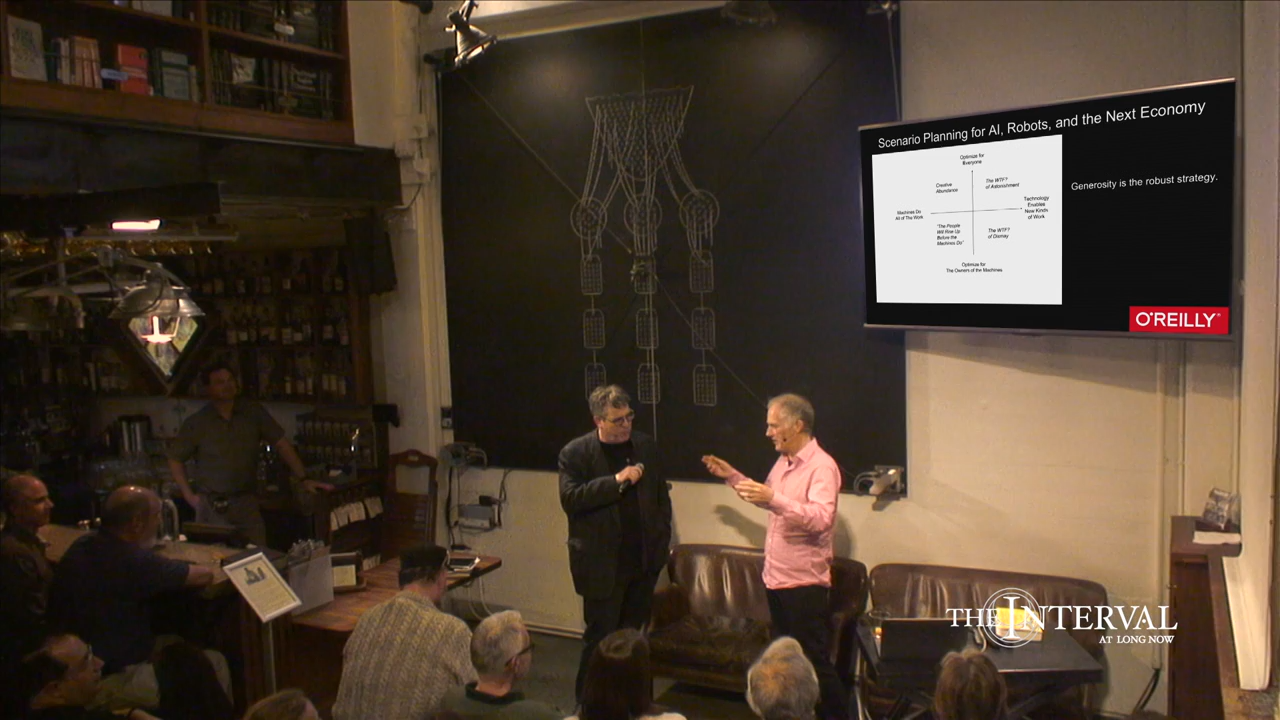 Scenario Planning for AI, Robots, and the Next Economy
Optimize for
Everyone
Creative
Abundance
The WTF?
of Astonishment
Generosity is the robust strategy.
Machines Do
All of The Work
Technology
Enables
New Kinds
of Work
"The People
Will Rise Up
Before the
Machines Do"
The WTF?
of Dismay
Optimize for
The Owners of the Machines
O'REILLY
THE INTERVAL
AT LONG NOW